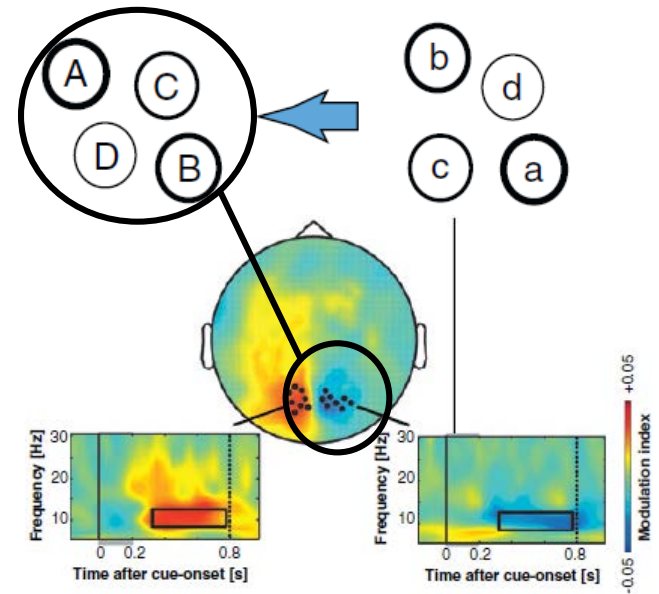 A
C
D
B
b
d
c
a
Frequency [Hz]
30
20
10
0 0.2 0.8
Time after cue-onset [s]
Frequency [Hz]
30
20
10
0 0.2 0.8
Time after cue-onset [s]
+0.05
Modulation index
-0.05